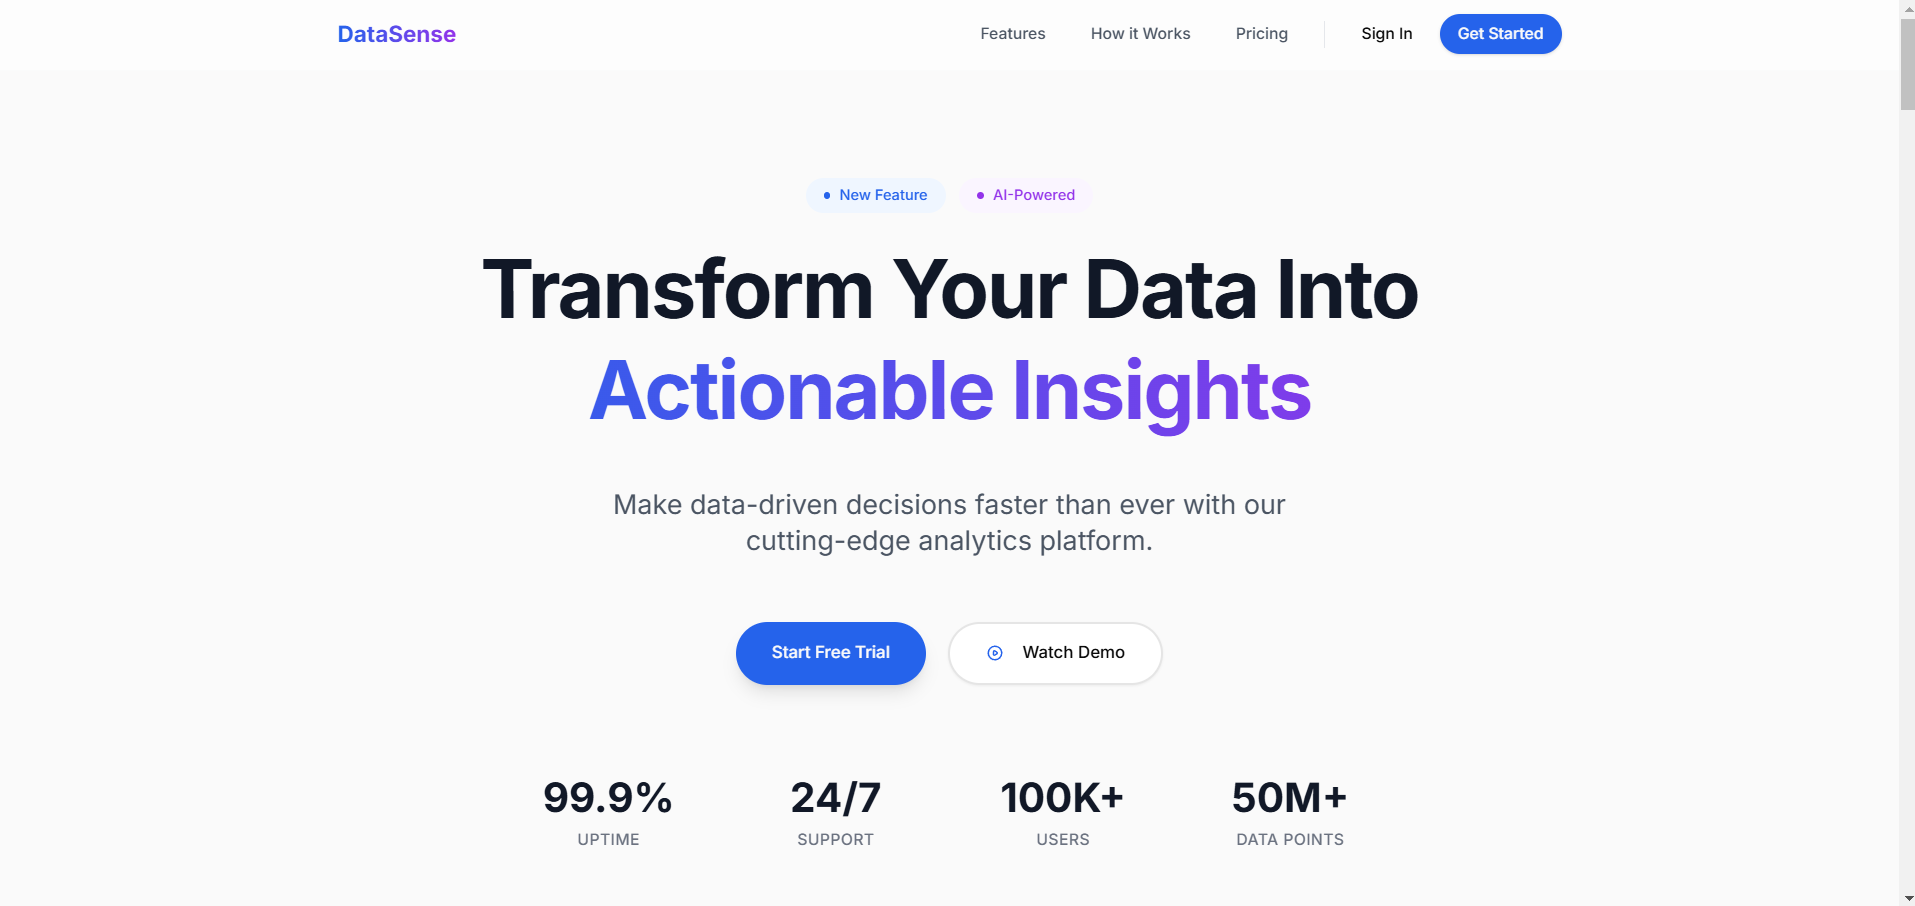 DataSense
Features
How it Works
Pricing
Sign In
Get Started
New Feature
AI-Powered
Transform Your Data Into
Actionable Insights
Make data-driven decisions faster than ever with our
cutting-edge analytics platform.
Start Free Trial
Watch Demo
99.9%
UPTIME
24/7
SUPPORT
100K+
USERS
50M+
DATA POINTS